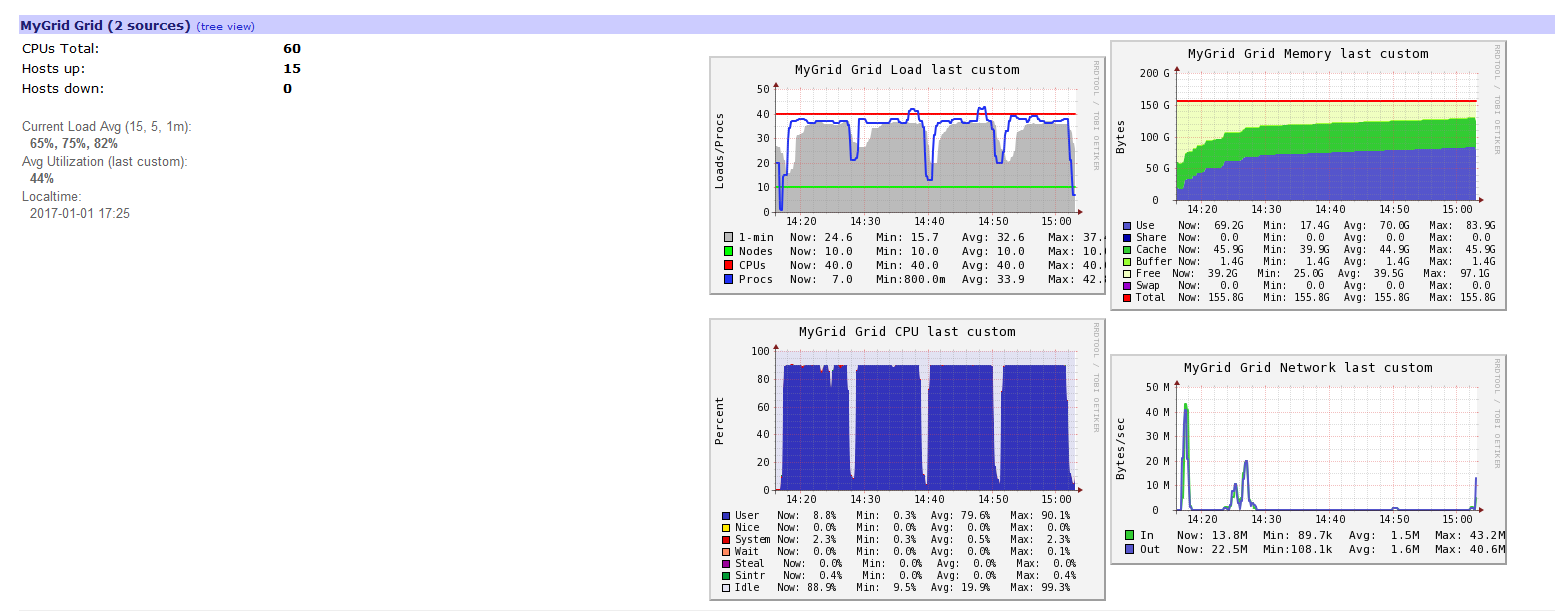 MyGrid Grid (2 sources) (tree view)
CPUs Total: 60
Hosts up: 15
Hosts down: 0
Current Load Avg (15, 5, 1m):
65%, 75%, 82%
Avg Utilization (last custom):
44%
Localtime:
2017-01-01 17:25
MyGrid Grid Load last custom
RRDTOOL / TOBI OETIKER
Loads/Procs
50
40
30
20
10
0
14:20 14:30 14:40 14:50 15:00
1-min Now: 24.6 Min: 15.7 Avg: 32.6 Max: 37.4
Nodes Now: 10.0 Min: 10.0 Avg: 10.0 Max: 10.
CPUs Now: 40.0 Min: 40.0 Avg: 40.0 Max: 40.
Procs Now: 7.0 Min:800.0m Avg: 33.9 Max: 42.
MyGrid Grid Memory last custom
RRDTOOL / TOBI OETIKER
Bytes
200 G
150 G
100 G
50 G
0
14:20 14:30 14:40 14:50 15:00
Use Now: 69.2G Min: 17.4G Avg: 70.0G Max: 83.9G
Share Now: 0.0 Min: 0.0 Avg: 0.0 Max: 0.0
Cache Now: 45.9G Min: 39.9G Avg: 44.9G Max: 45.9G
Buffer Now: 1.4G Min: 1.4G Avg: 1.4G Max: 1.4G
Free Now: 39.2G Min: 25.0G Avg: 39.5G Max: 97.1G
Swap Now: 0.0 Min: 0.0 Avg: 0.0 Max: 0.0
Total Now: 155.8G Min: 155.8G Avg: 155.8G Max: 155.8G
MyGrid Grid CPU last custom
RRDTOOL / TOBI OETIKER
Percent
100
80
60
40
20
0
14:20 14:30 14:40 14:50 15:00
User Now: 8.8% Min: 0.3% Avg: 79.6% Max: 90.1%
Nice Now: 0.0% Min: 0.0% Avg: 0.0% Max: 0.0%
System Now: 2.3% Min: 0.3% Avg: 0.5% Max: 2.3%
Wait Now: 0.0% Min: 0.0% Avg: 0.0% Max: 0.1%
Steal Now: 0.0% Min: 0.0% Avg: 0.0% Max: 0.0%
Sintr Now: 0.4% Min: 0.0% Avg: 0.0% Max: 0.4%
Idle Now: 88.9% Min: 9.5% Avg: 19.9% Max: 99.3%
MyGrid Grid Network last custom
RRDTOOL / TOBI OETIKER
Bytes/sec
50 M
40 M
30 M
20 M
10 M
0
14:20 14:30 14:40 14:50 15:00
In Now: 13.8M Min: 89.7k Avg: 1.5M Max: 43.2M
Out Now: 22.5M Min:108.1k Avg: 1.6M Max: 40.6M